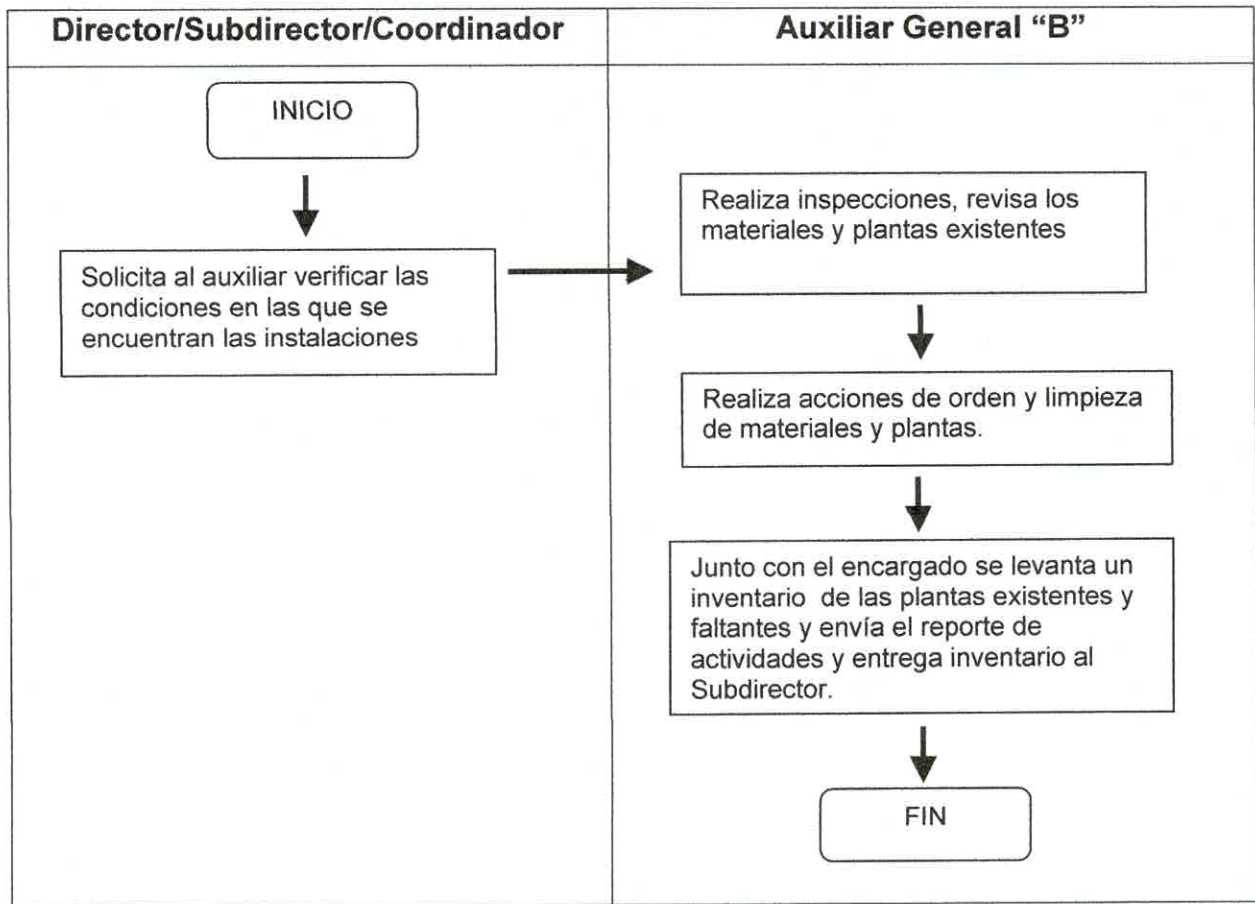 Director/Subdirector/Coordinador
Auxiliar General “B”
INICIO
Solicita al auxiliar verificar las
condiciones en las que se
encuentran las instalaciones
Realiza inspecciones, revisa los
materiales y plantas existentes
Realiza acciones de orden y limpieza
de materiales y plantas.
Junto con el encargado se levanta un
inventario de las plantas existentes y
faltantes y envía el reporte de
actividades y entrega inventario al
Subdirector.
FIN